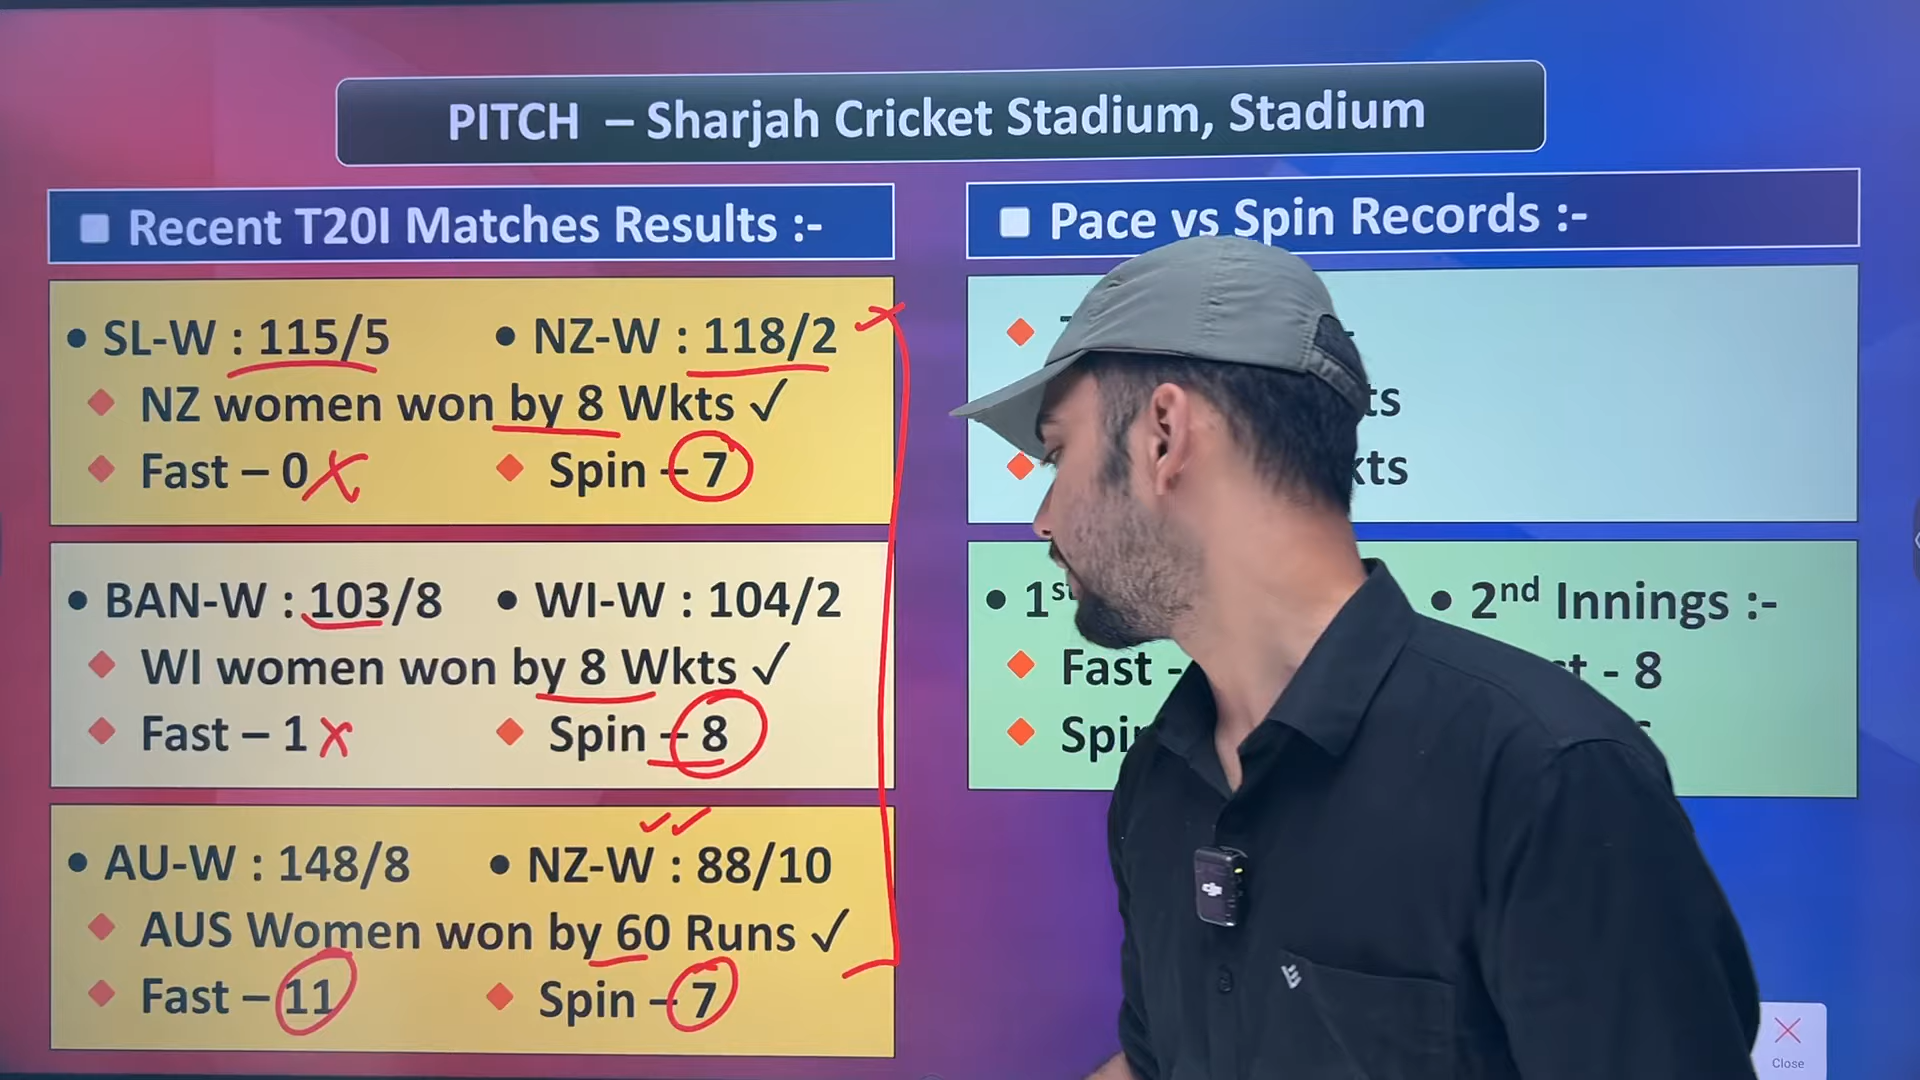 PITCH – Sharjah Cricket Stadium, Stadium
Recent T20I Matches Results :-
• SL-W : 115/5 • NZ-W : 118/2
NZ women won by 8 Wkts ✓
Fast – 0 Spin – 7
• BAN-W : 103/8 • WI-W : 104/2
WI women won by 8 Wkts ✓
Fast – 1 Spin – 8
• AU-W : 148/8 • NZ-W : 88/10
AUS Women won by 60 Runs ✓
Fast – 11 Spin – 7
Pace vs Spin Records :-
• 1st • 2nd Innings :-
Fast - - 8
Close